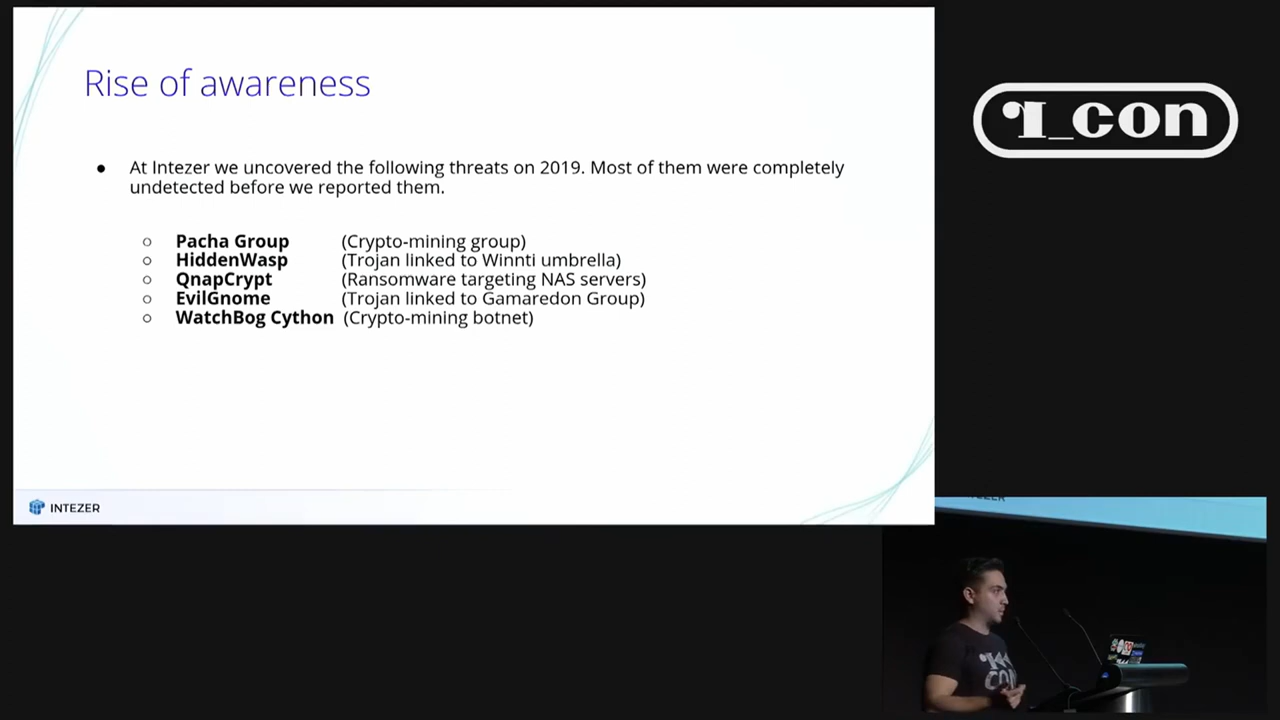 Rise of awareness
● At Intezer we uncovered the following threats on 2019. Most of them were completely
undetected before we reported them.
○ Pacha Group (Crypto-mining group)
○ HiddenWasp (Trojan linked to Winnti umbrella)
○ QnapCrypt (Ransomware targeting NAS servers)
○ EvilGnome (Trojan linked to Gamaredon Group)
○ WatchBog Cython (Crypto-mining botnet)
INTEZER
r2_con
CON